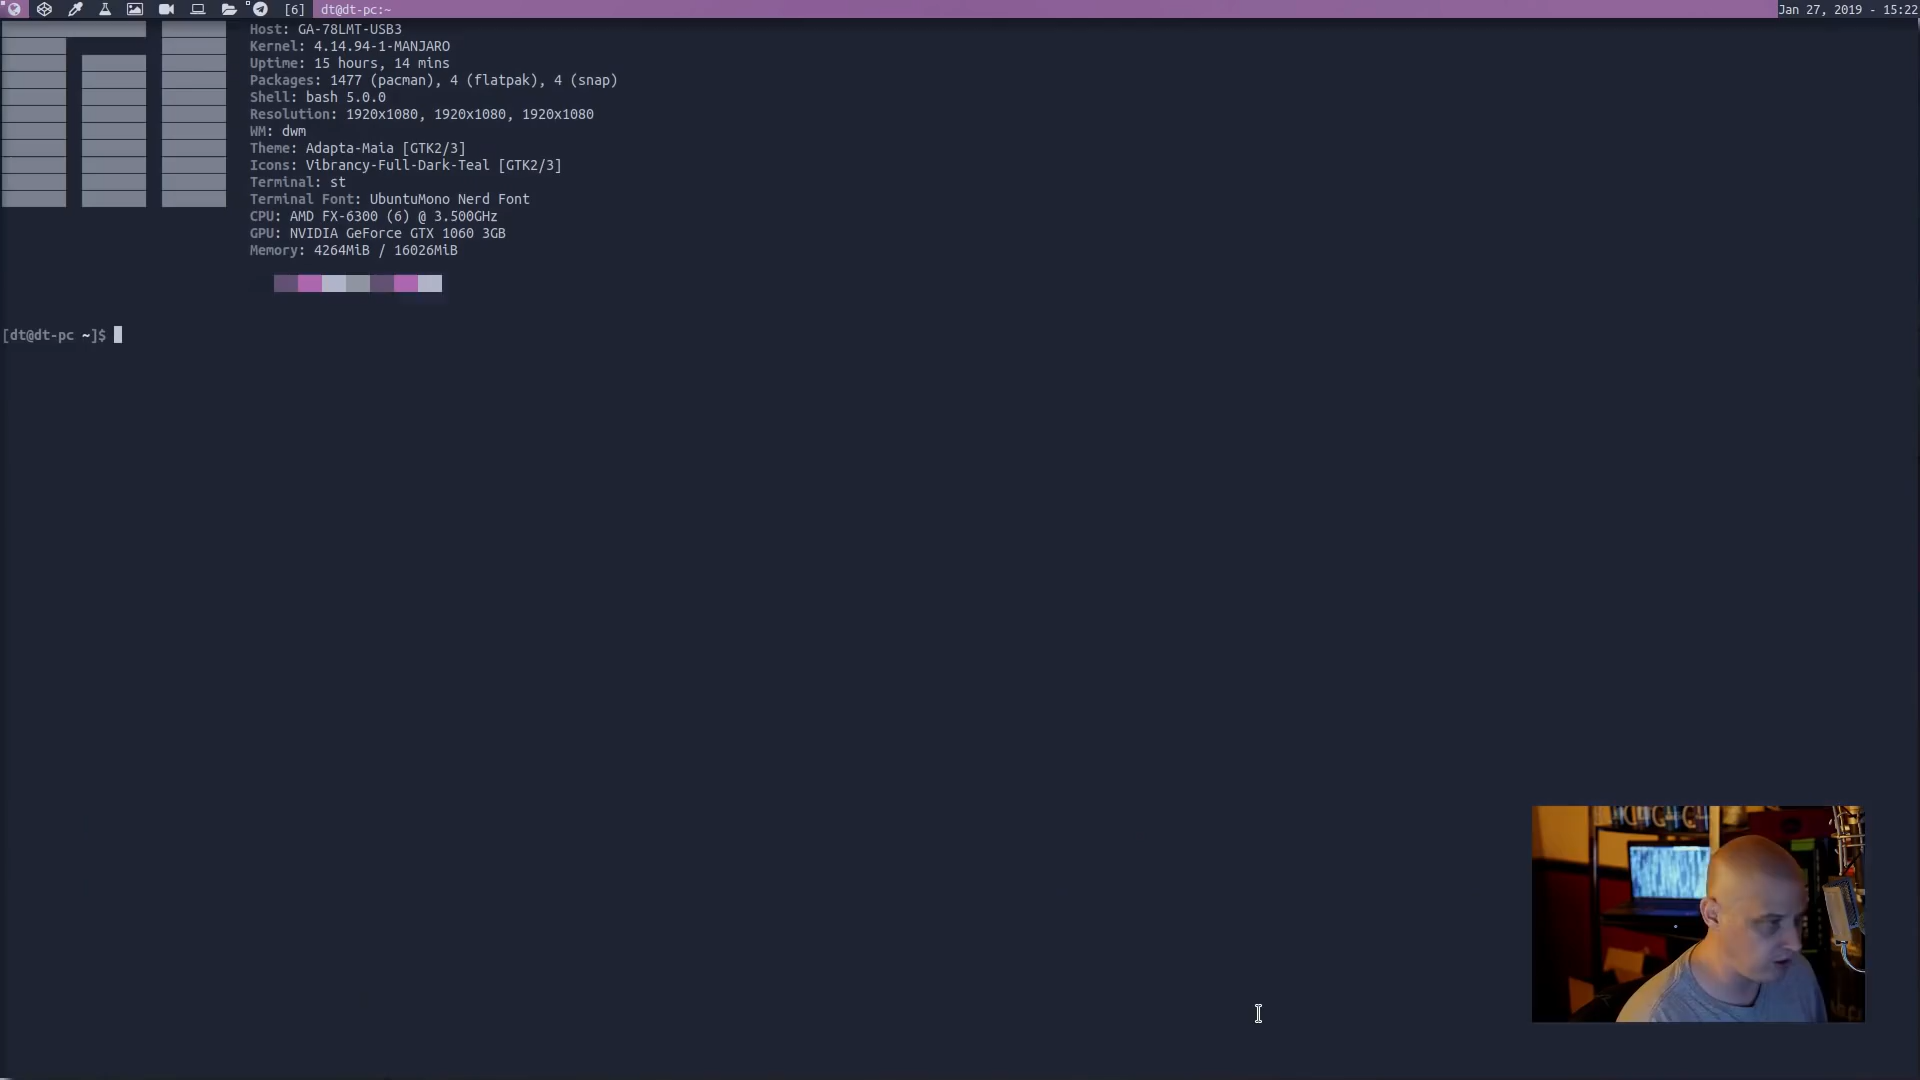 [6] dt@dt-pc:~ Jan 27, 2019 - 15:22
Host: GA-78LMT-USB3
Kernel: 4.14.94-1-MANJARO
Uptime: 15 hours, 14 mins
Packages: 1477 (pacman), 4 (flatpak), 4 (snap)
Shell: bash 5.0.0
Resolution: 1920x1080, 1920x1080, 1920x1080
WM: dwm
Theme: Adapta-Maia [GTK2/3]
Icons: Vibrancy-Full-Dark-Teal [GTK2/3]
Terminal: st
Terminal Font: UbuntuMono Nerd Font
CPU: AMD FX-6300 (6) @ 3.500GHz
GPU: NVIDIA GeForce GTX 1060 3GB
Memory: 4264MiB / 16026MiB
[dt@dt-pc ~]$